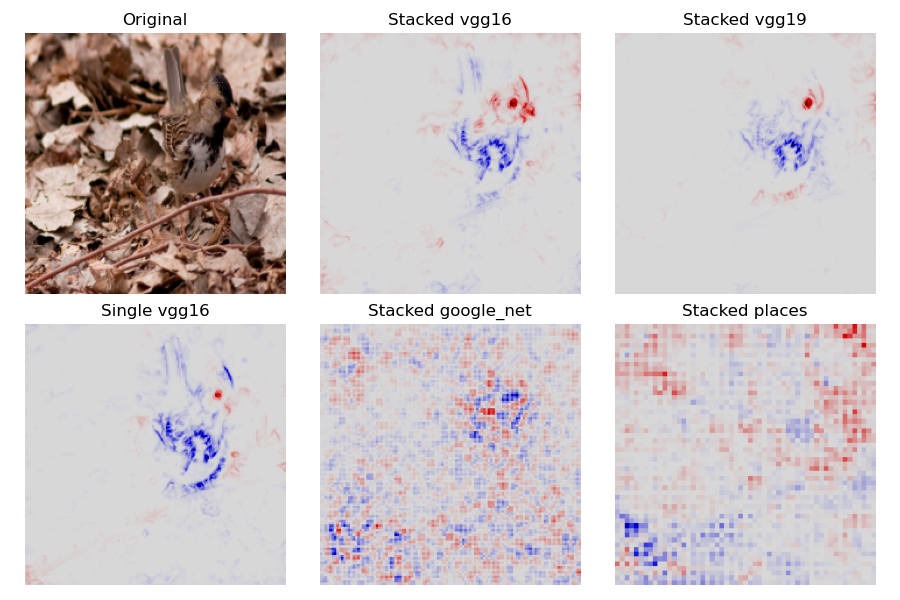 Original
Stacked vgg16
Stacked vgg19
Single vgg16
Stacked google_net
Stacked places